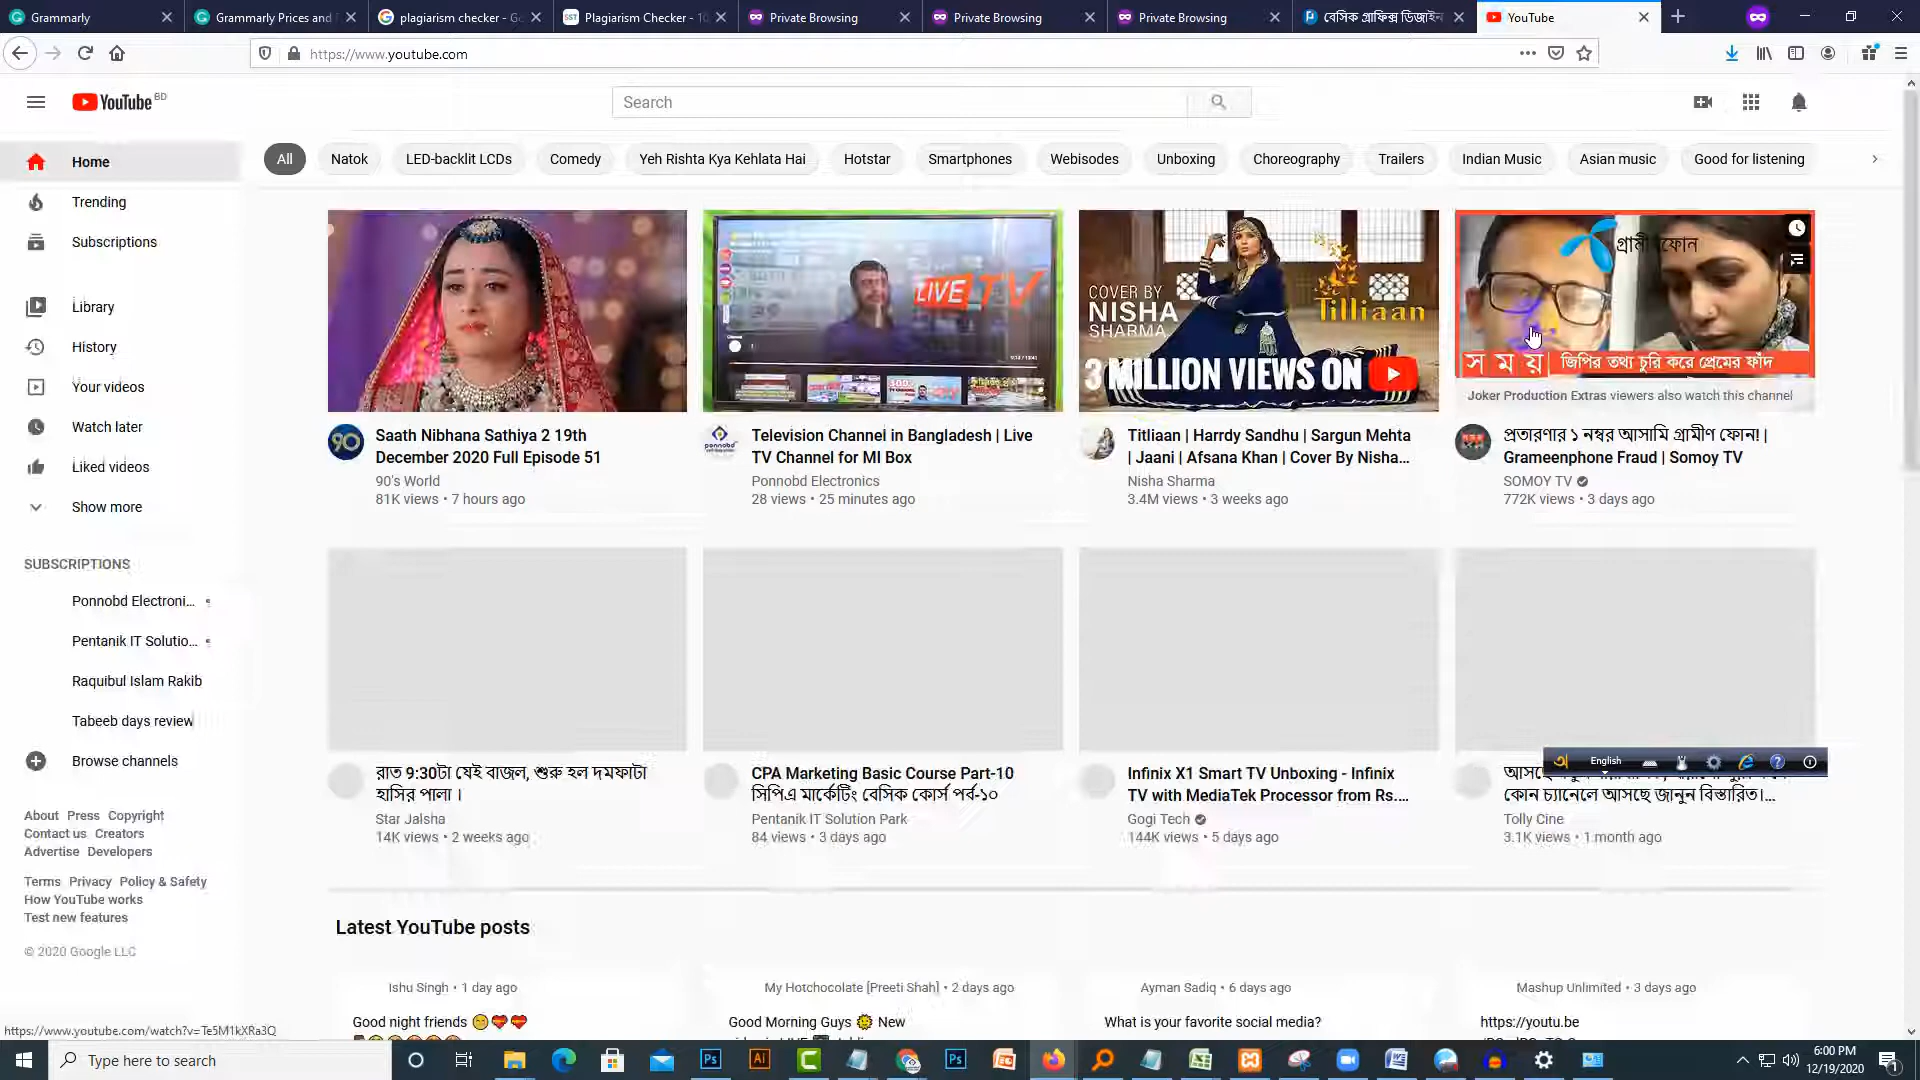 Grammarly
Grammarly Prices and
plagiarism checker - G
Plagiarism Checker - 10
Private Browsing
Private Browsing
Private Browsing
বেসিক গ্রাফিক্স ডিজাইন
YouTube
https://www.youtube.com
YouTube BD
Search
Home
Trending
Subscriptions
Library
History
Your videos
Watch later
Liked videos
Show more
SUBSCRIPTIONS
Ponnobd Electroni...
Pentanik IT Solutio...
Raquibul Islam Rakib
Tabeeb days review
Browse channels
About Press Copyright
Contact us Creators
Advertise Developers
Terms Privacy Policy & Safety
How YouTube works
Test new features
© 2020 Google LLC
All
Natok
LED-backlit LCDs
Comedy
Yeh Rishta Kya Kehlata Hai
Hotstar
Smartphones
Webisodes
Unboxing
Choreography
Trailers
Indian Music
Asian music
Good for listening
LIVE TV
COVER BY
NISHA
SHARMA
Tilliaan
3 MILLION VIEWS ON
সময়
জিপির তথ্য চুরি করে প্রেমের ফাঁদ
Joker Production Extras viewers also watch this channel
90
Saath Nibhana Sathiya 2 19th
December 2020 Full Episode 51
90's World
81K views • 7 hours ago
Television Channel in Bangladesh | Live
TV Channel for MI Box
Ponnobd Electronics
28 views • 25 minutes ago
Titliaan | Harrdy Sandhu | Sargun Mehta
| Jaani | Afsana Khan | Cover By Nisha...
Nisha Sharma
3.4M views • 3 weeks ago
প্রতারণার ১ নম্বর আসামি গ্রামীণ ফোন! |
Grameenphone Fraud | Somoy TV
SOMOY TV
772K views • 3 days ago
রাত 9:30টা যেই বাজল, শুরু হল দমফাটা
হাসির পালা ।
Star Jalsha
14K views • 2 weeks ago
CPA Marketing Basic Course Part-10
সিপিএ মার্কেটিং বেসিক কোর্স পর্ব-১০
Pentanik IT Solution Park
84 views • 3 days ago
Infinix X1 Smart TV Unboxing - Infinix
TV with MediaTek Processor from Rs....
Gogi Tech
144K views • 5 days ago
English
কোন চ্যানেলে আসছে জানুন বিস্তারিত।...
Tolly Cine
3.1K views • 1 month ago
Latest YouTube posts
Ishu Singh • 1 day ago
Good night friends 😊❤❤
My Hotchocolate [Preeti Shah] • 2 days ago
Good Morning Guys 🌞 New
Ayman Sadiq • 6 days ago
What is your favorite social media?
Mashup Unlimited • 3 days ago
https://youtu.be
https://www.youtube.com/watch?v=Te5M1kXRa3Q
Type here to search
6:00 PM
12/19/2020